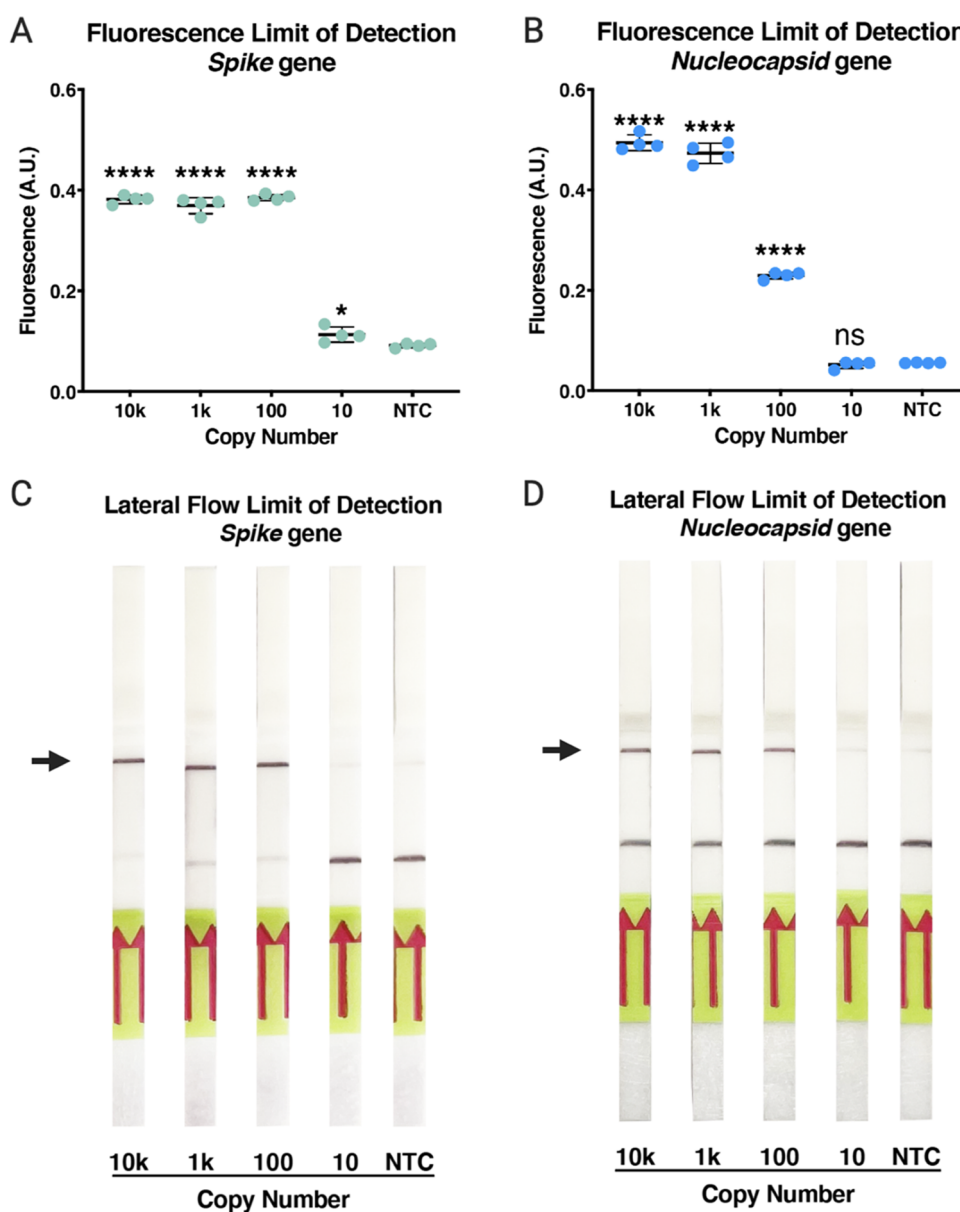 A
Fluorescence Limit of Detection
Spike gene
Fluorescence (A.U.)
0.6
0.4
0.2
0.0
****
****
****
*
10k 1k 100 10 NTC
Copy Number
B
Fluorescence Limit of Detection
Nucleocapsid gene
Fluorescence (A.U.)
0.6
0.4
0.2
0.0
****
****
****
ns
10k 1k 100 10 NTC
Copy Number
C
Lateral Flow Limit of Detection
Spike gene
10k 1k 100 10 NTC
Copy Number
D
Lateral Flow Limit of Detection
Nucleocapsid gene
10k 1k 100 10 NTC
Copy Number